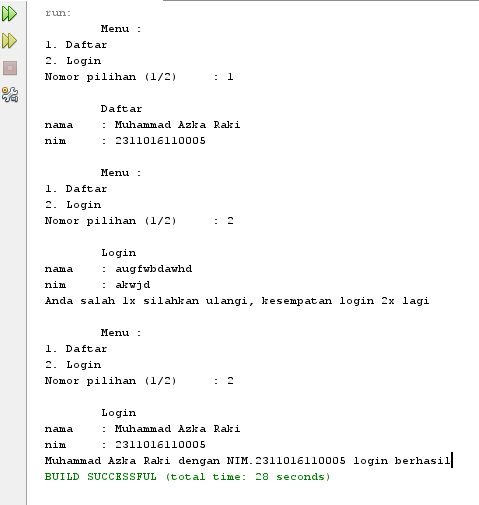 run:
Menu :
1. Daftar
2. Login
Nomor pilihan (1/2) : 1
Daftar
nama : Muhammad Azka Raki
nim : 2311016110005
Menu :
1. Daftar
2. Login
Nomor pilihan (1/2) : 2
Login
nama : augfwbdawhd
nim : akwjd
Anda salah 1x silahkan ulangi, kesempatan login 2x lagi
Menu :
1. Daftar
2. Login
Nomor pilihan (1/2) : 2
Login
nama : Muhammad Azka Raki
nim : 2311016110005
Muhammad Azka Raki dengan NIM.2311016110005 login berhasil
BUILD SUCCESSFUL (total time: 28 seconds)